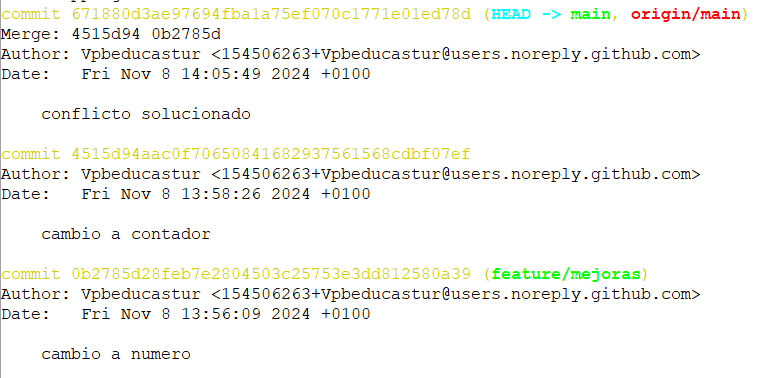 commit 671880d3ae97694fba1a75ef070c1771e01ed78d (HEAD -> main, origin/main)
Merge: 4515d94 0b2785d
Author: Vpbeducastur <154506263+Vpbeducastur@users.noreply.github.com>
Date:   Fri Nov 8 14:05:49 2024 +0100
    conflicto solucionado
commit 4515d94aac0f70650841682937561568cdbf07ef
Author: Vpbeducastur <154506263+Vpbeducastur@users.noreply.github.com>
Date:   Fri Nov 8 13:58:26 2024 +0100
    cambio a contador
commit 0b2785d28feb7e2804503c25753e3dd812580a39 (feature/mejoras)
Author: Vpbeducastur <154506263+Vpbeducastur@users.noreply.github.com>
Date:   Fri Nov 8 13:56:09 2024 +0100
    cambio a numero